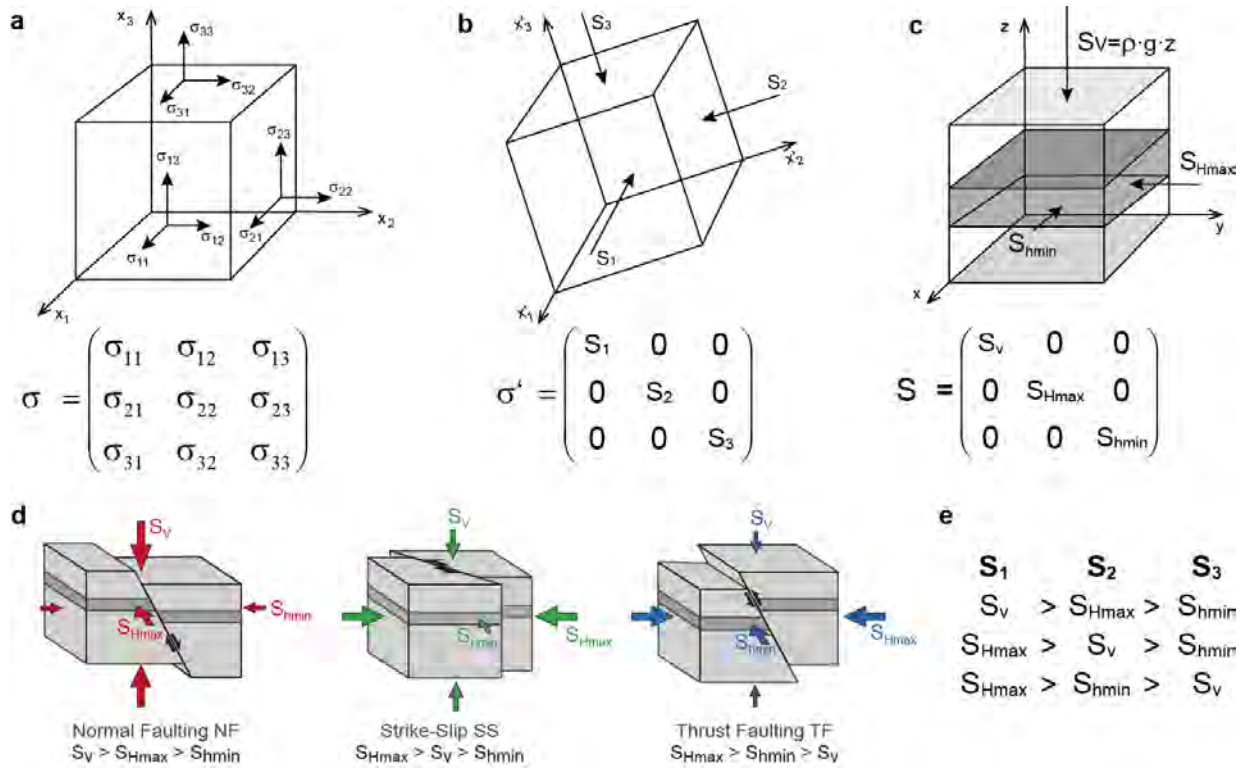 a
x3
σ33
σ32
σ31
σ23
σ13
σ22
σ12
σ21
σ11
x2
x1
σ = ( σ11 σ12 σ13
σ21 σ22 σ23
σ31 σ32 σ33 )
b
x'3
S3
S2
x'2
S1
x'1
σ' = ( S1 0 0
0 S2 0
0 0 S3 )
c
z
Sv=ρ·g·z
SHmax
Shmin
y
x
S = ( Sv 0 0
0 SHmax 0
0 0 Shmin )
d
Sv
Shmin
SHmax
Normal Faulting NF
Sv > SHmax > Shmin
Sv
Shmin
SHmax
Strike-Slip SS
SHmax > Sv > Shmin
Sv
Shmin
SHmax
Thrust Faulting TF
SHmax > Shmin > Sv
e
S1 S2 S3
Sv > SHmax > Shmin
SHmax > Sv > Shmin
SHmax > Shmin > Sv